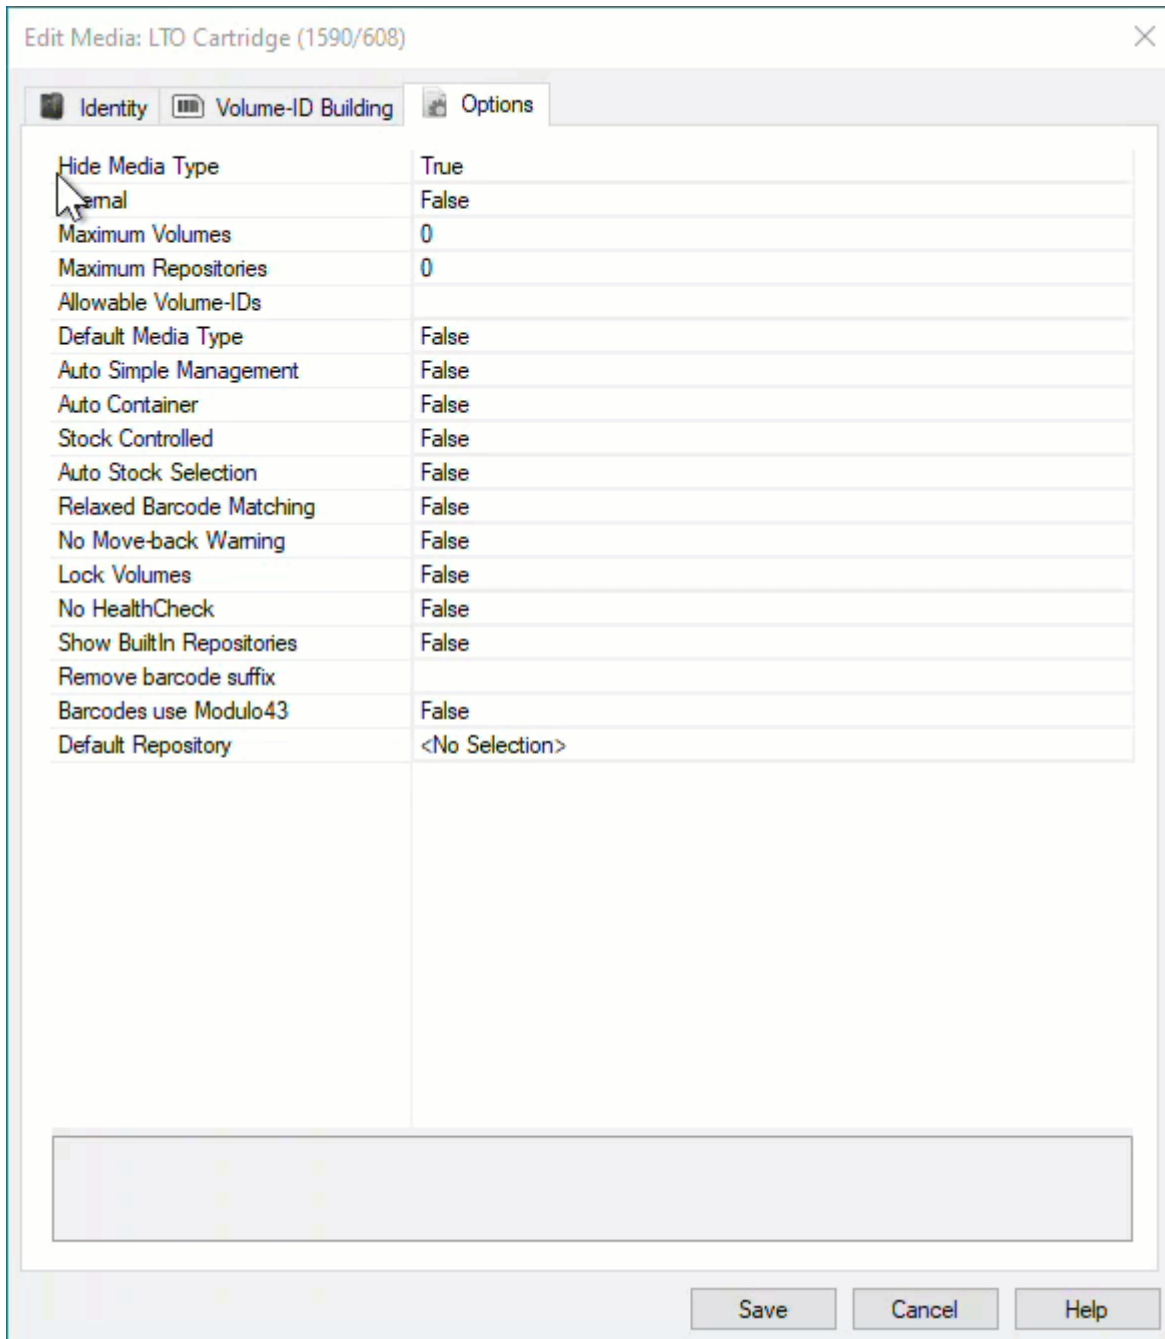 Edit Media: LTO Cartridge (1590/608)
Identity Volume-ID Building Options
Hide Media Type True
False
Maximum Volumes 0
Maximum Repositories 0
Allowable Volume-IDs
Default Media Type False
Auto Simple Management False
Auto Container False
Stock Controlled False
Auto Stock Selection False
Relaxed Barcode Matching False
No Move-back Warning False
Lock Volumes False
No HealthCheck False
Show BuiltIn Repositories False
Remove barcode suffix
Barcodes use Modulo43 False
Default Repository <No Selection>
Save Cancel Help